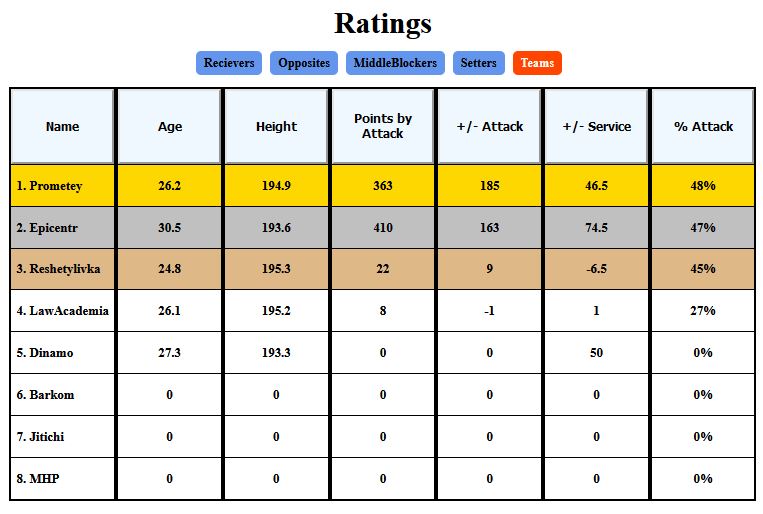 Ratings
Recievers Opposites MiddleBlockers Setters Teams
Name Age Height Points by Attack +/- Attack +/- Service % Attack
1. Prometey 26.2 194.9 363 185 46.5 48%
2. Epicentr 30.5 193.6 410 163 74.5 47%
3. Reshetylivka 24.8 195.3 22 9 -6.5 45%
4. LawAcademia 26.1 195.2 8 -1 1 27%
5. Dinamo 27.3 193.3 0 0 50 0%
6. Barkom 0 0 0 0 0 0%
7. Jitichi 0 0 0 0 0 0%
8. MHP 0 0 0 0 0 0%